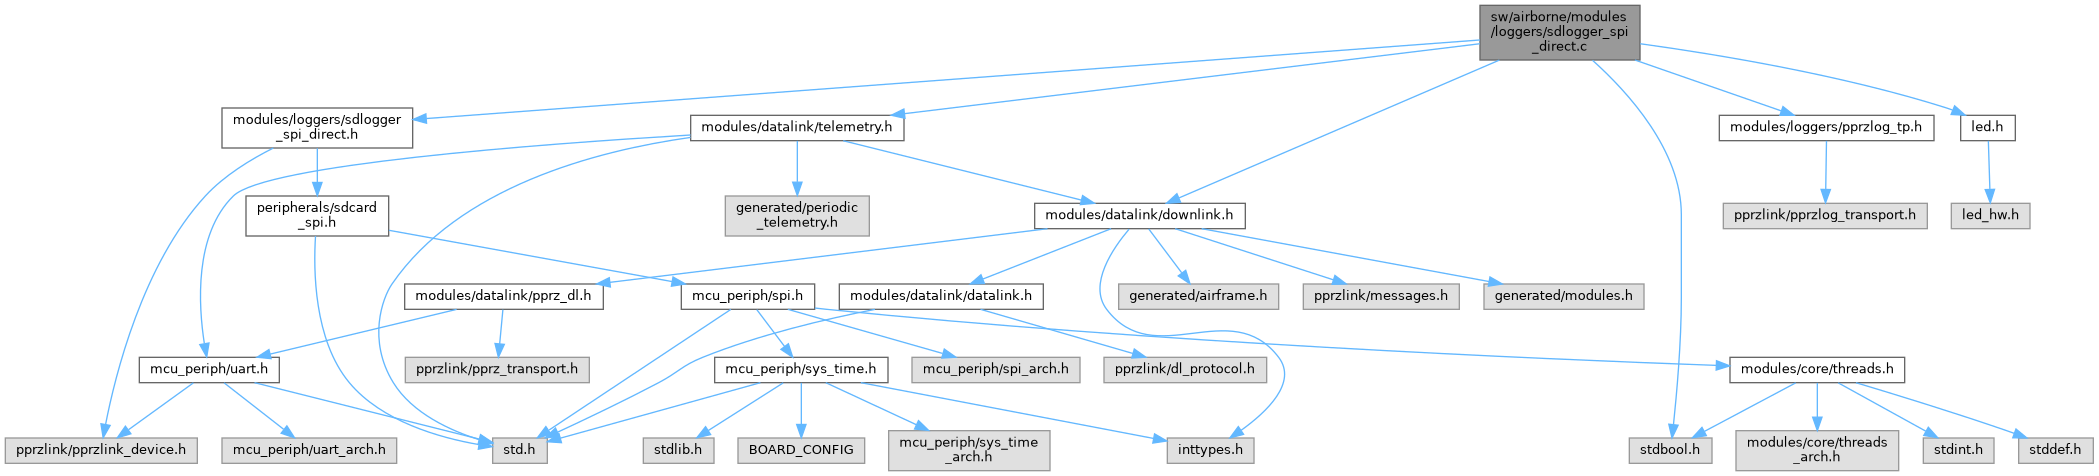 sw/airborne/modules
/loggers/sdlogger_spi
_direct.c
modules/loggers/sdlogger
_spi_direct.h
modules/datalink/telemetry.h
modules/loggers/pprzlog_tp.h
led.h
peripherals/sdcard
_spi.h
generated/periodic
_telemetry.h
modules/datalink/downlink.h
pprzlink/pprzlog_transport.h
led_hw.h
modules/datalink/pprz_dl.h
mcu_periph/spi.h
modules/datalink/datalink.h
generated/airframe.h
pprzlink/messages.h
generated/modules.h
mcu_periph/uart.h
pprzlink/pprz_transport.h
mcu_periph/sys_time.h
mcu_periph/spi_arch.h
pprzlink/dl_protocol.h
modules/core/threads.h
pprzlink/pprzlink_device.h
mcu_periph/uart_arch.h
std.h
stdlib.h
BOARD_CONFIG
mcu_periph/sys_time
_arch.h
inttypes.h
stdbool.h
modules/core/threads
_arch.h
stdint.h
stddef.h